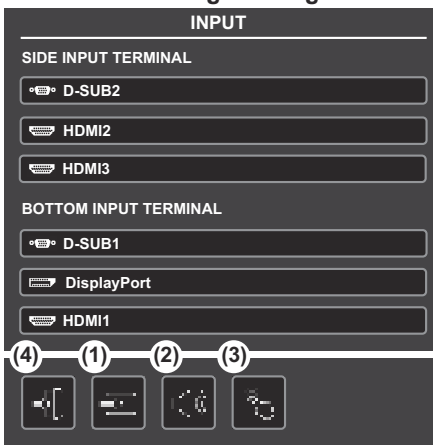 INPUT
SIDE INPUT TERMINAL
D-SUB2
HDMI2
HDMI3
BOTTOM INPUT TERMINAL
D-SUB1
DisplayPort
HDMI1
(4) (1) (2) (3)